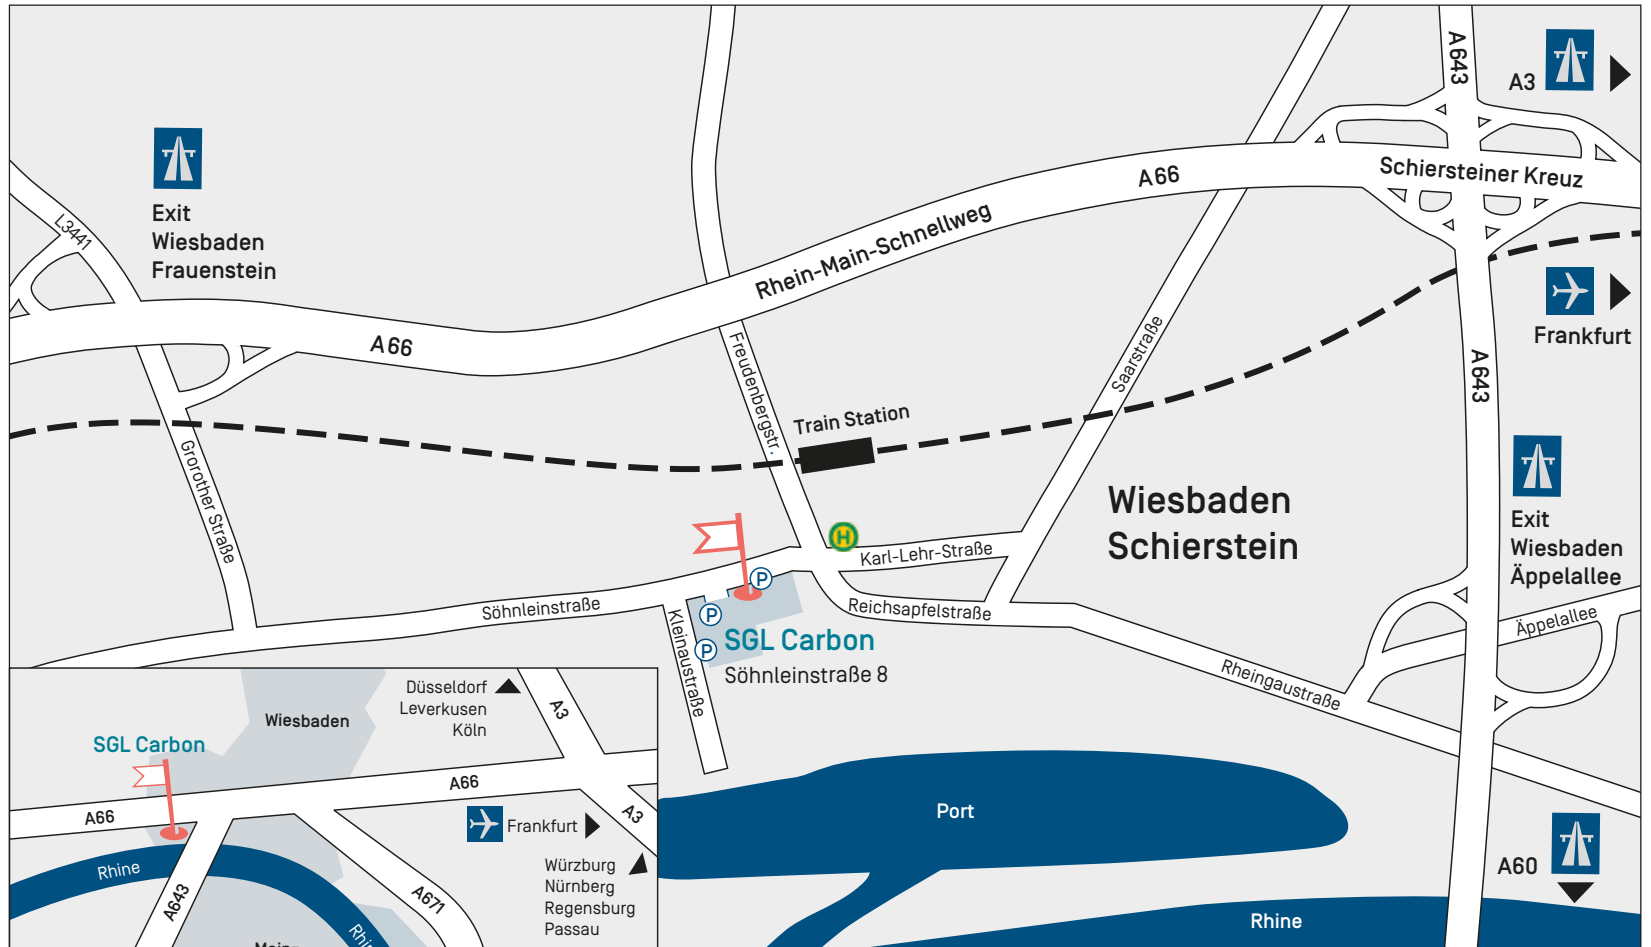 A643
A3
Exit
Wiesbaden
Frauenstein
L3441
Schiersteiner Kreuz
A66
Rhein-Main-Schnellweg
A66
Frankfurt
Freudenbergstr.
Saarstraße
A643
Train Station
Grorother Straße
Wiesbaden
Schierstein
H
Exit
Wiesbaden
Äppelallee
Karl-Lehr-Straße
P
Söhnleinstraße
Reichsapfelstraße
Äppelallee
P
Kleinaustraße
SGL Carbon
P
Söhnleinstraße 8
Rheingaustraße
Düsseldorf
Leverkusen
Köln
A3
Wiesbaden
SGL Carbon
A66
A66
A3
Frankfurt
Port
Würzburg
Nürnberg
Regensburg
Passau
Rhine
A643
A671
A60
Rhine